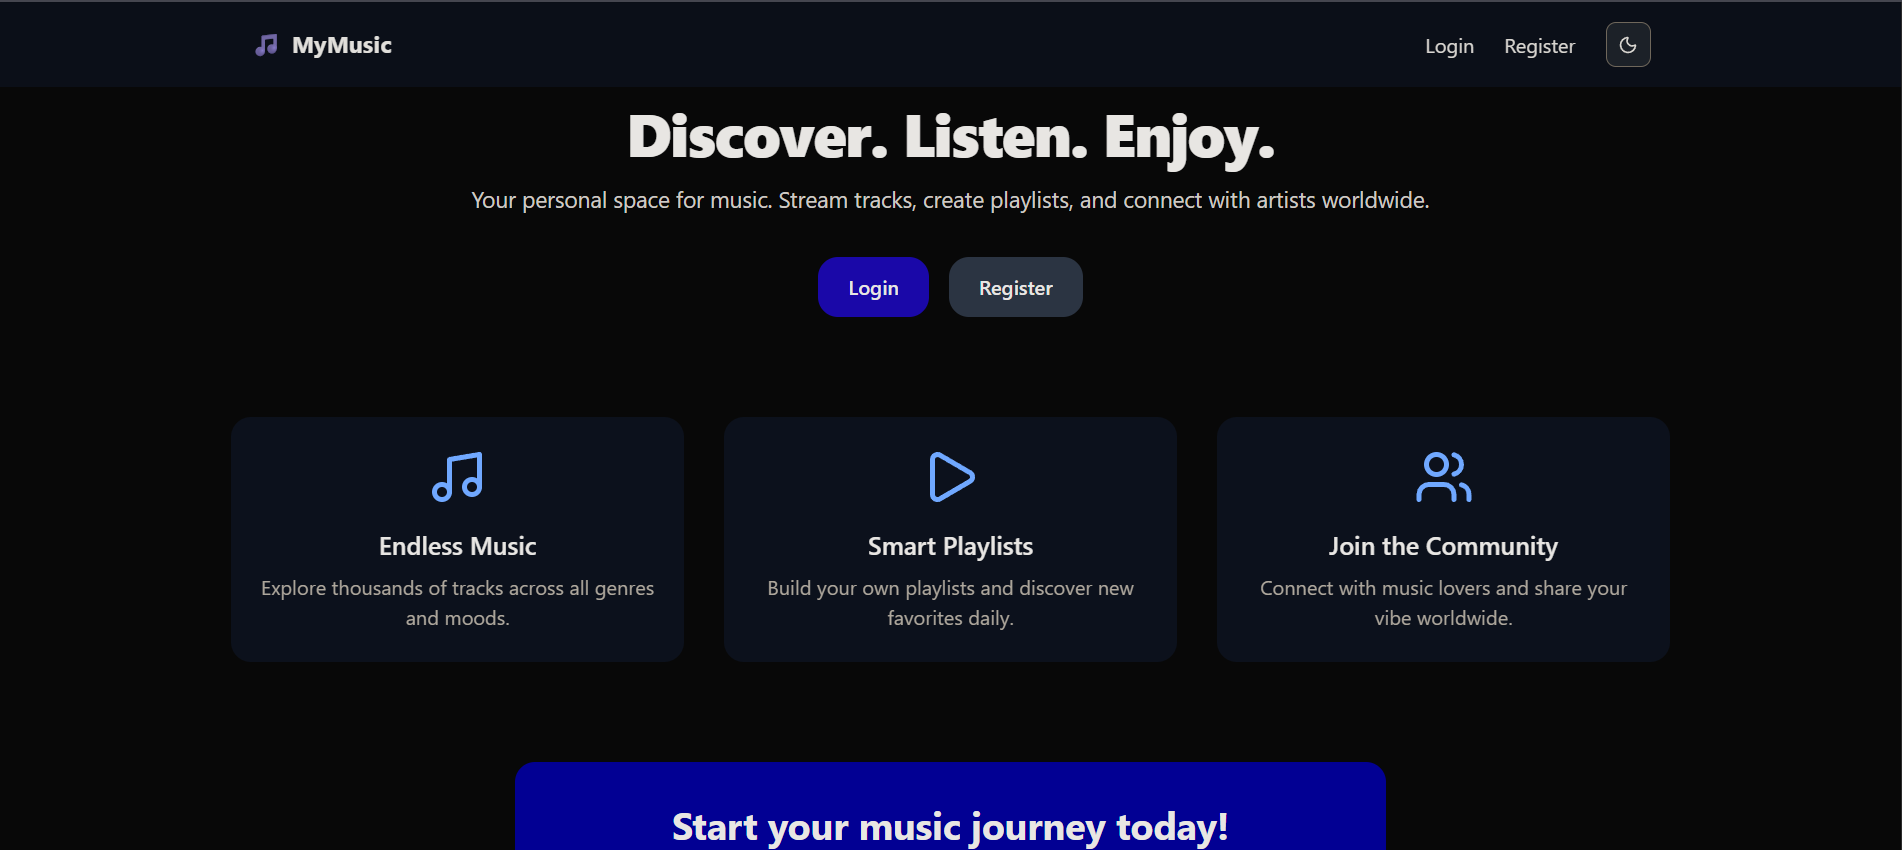 MyMusic
Login
Register
Discover. Listen. Enjoy.
Your personal space for music. Stream tracks, create playlists, and connect with artists worldwide.
Login
Register
Endless Music
Explore thousands of tracks across all genres
and moods.
Smart Playlists
Build your own playlists and discover new
favorites daily.
Join the Community
Connect with music lovers and share your
vibe worldwide.
Start your music journey today!